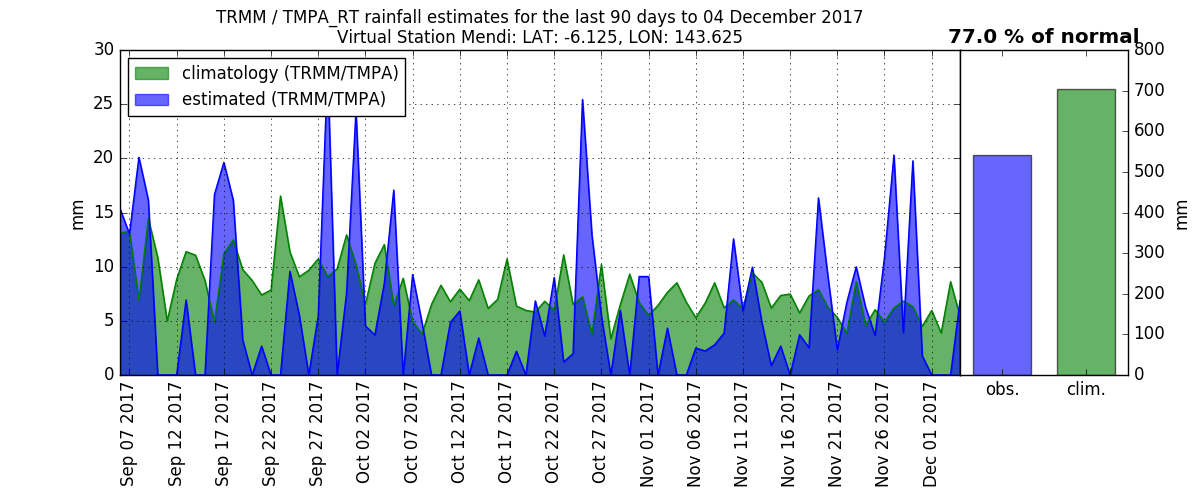 TRMM / TMPA_RT rainfall estimates for the last 90 days to 04 December 2017
Virtual Station Mendi: LAT: -6.125, LON: 143.625
77.0 % of normal
climatology (TRMM/TMPA)
estimated (TRMM/TMPA)
30
25
20
15
10
5
0
mm
Sep 07 2017
Sep 12 2017
Sep 17 2017
Sep 22 2017
Sep 27 2017
Oct 02 2017
Oct 07 2017
Oct 12 2017
Oct 17 2017
Oct 22 2017
Oct 27 2017
Nov 01 2017
Nov 06 2017
Nov 11 2017
Nov 16 2017
Nov 21 2017
Nov 26 2017
Dec 01 2017
obs.
clim.
800
700
600
500
400
300
200
100
0
mm